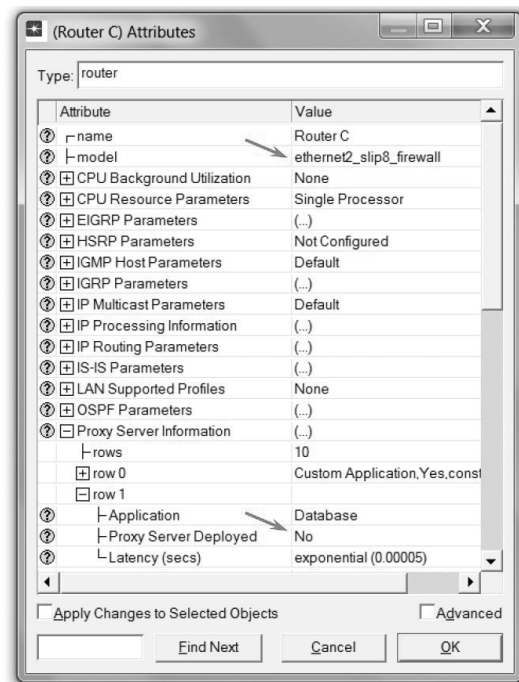 (Router C) Attributes
Type: router
Attribute Value
name Router C
model ethernet2_slip8_firewall
CPU Background Utilization None
CPU Resource Parameters Single Processor
EIGRP Parameters (...)
HSRP Parameters Not Configured
IGMP Host Parameters Default
IGRP Parameters (...)
IP Multicast Parameters Default
IP Processing Information (...)
IP Routing Parameters (...)
IS-IS Parameters (...)
LAN Supported Profiles None
OSPF Parameters (...)
Proxy Server Information (...)
rows 10
row 0 Custom Application,Yes,const
row 1
Application Database
Proxy Server Deployed No
Latency (secs) exponential (0.00005)
Apply Changes to Selected Objects Advanced
Find Next Cancel OK